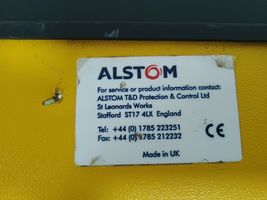 ALSTOM
For service or product information contact:
ALSTOM T&D Protection & Control Ltd
St Leonards Works
Stafford ST17 4LX England
Tel: +44 (0) 1785 223251
Fax: +44 (0) 1785 212232
CE
Made in UK